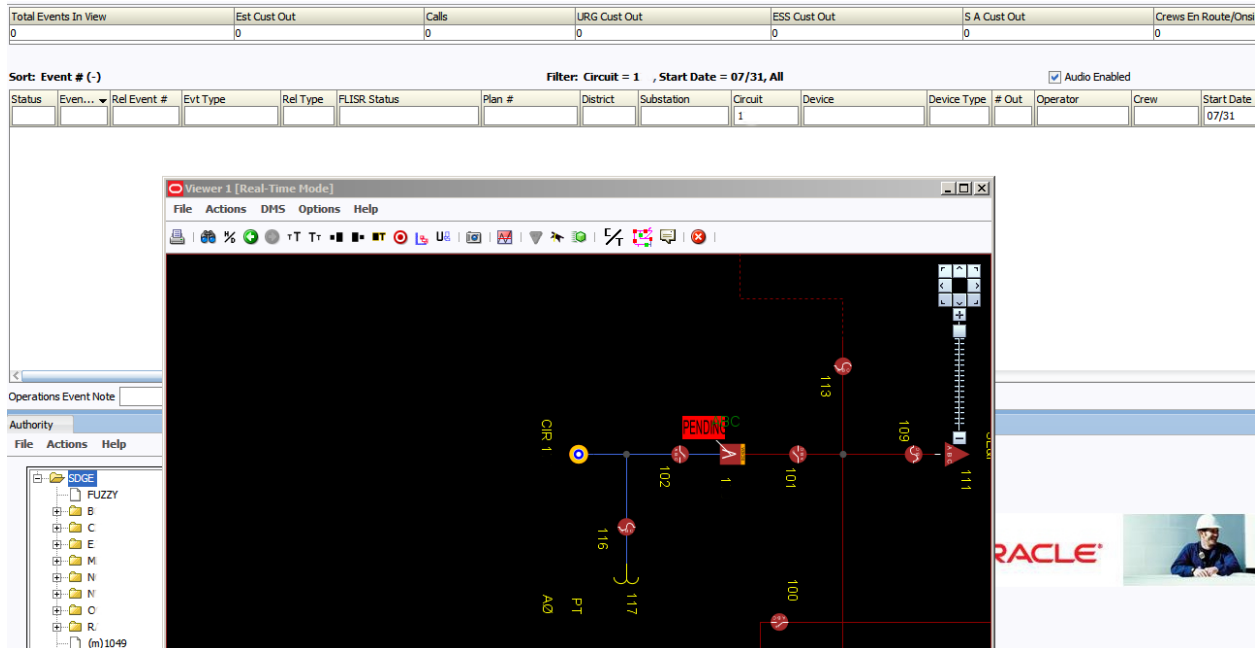 Total Events In View Est Cust Out Calls URG Cust Out ESS Cust Out S A Cust Out Crews En Route/Onsi
0 0 0 0 0 0 0
Sort: Event # (-) Filter: Circuit = 1 , Start Date = 07/31, All Audio Enabled
Status Even... Rel Event # Evt Type Rel Type FLISR Status Plan # District Substation Circuit Device Device Type # Out Operator Crew Start Date
1 07/31
Viewer 1 [Real-Time Mode]
File Actions DMS Options Help
113
Operations Event Note
Authority
File Actions Help
PENDING
CIR 1
109
102
1
101
111
SDGE
FUZZY
B
C
E
M
N
N
O
R
(m)1049
116
117
AØ
PT
100
RACLE